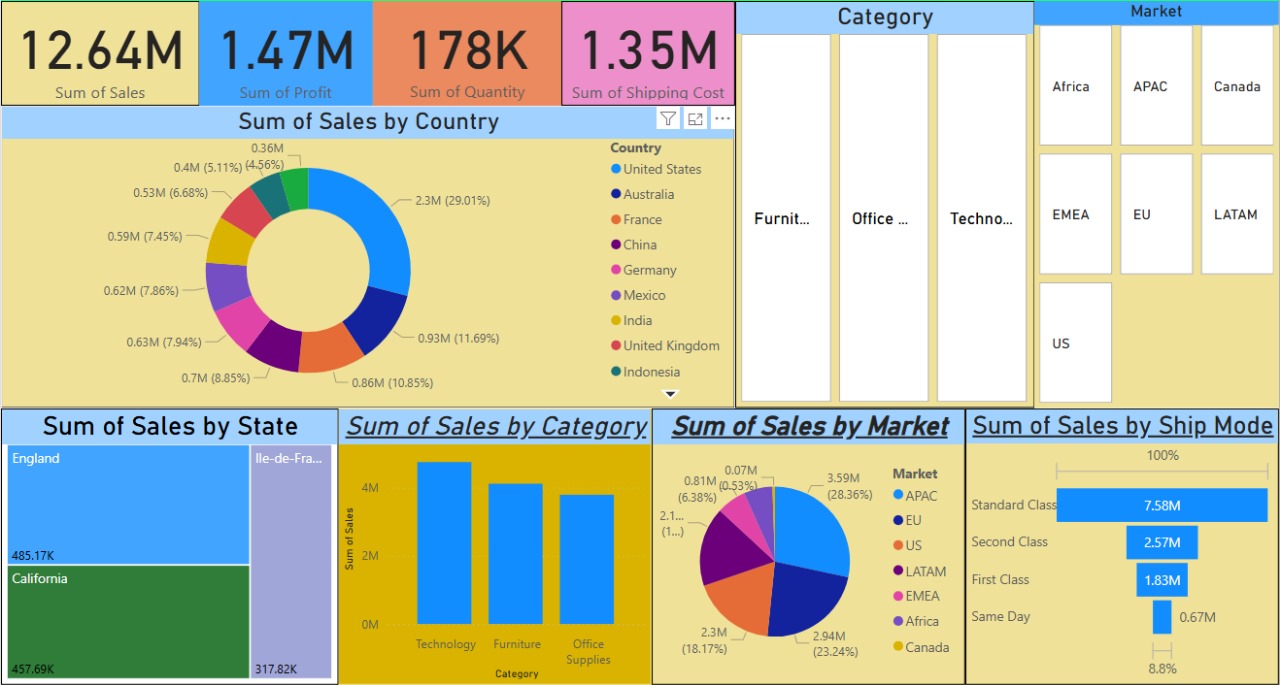 12.64M
Sum of Sales
1.47M
Sum of Profit
178K
Sum of Quantity
1.35M
Sum of Shipping Cost
Category
Furnit...
Office ...
Techno...
Market
Africa
APAC
Canada
EMEA
EU
LATAM
US
Sum of Sales by Country
0.36M
(4.56%)
0.4M (5.11%)
0.53M (6.68%)
0.59M (7.45%)
0.62M (7.86%)
0.63M (7.94%)
0.7M (8.85%)
0.86M (10.85%)
0.93M (11.69%)
2.3M (29.01%)
Country
United States
Australia
France
China
Germany
Mexico
India
United Kingdom
Indonesia
Sum of Sales by State
England
485.17K
California
457.69K
Ile-de-Fra...
317.82K
Sum of Sales by Category
Sum of Sales
4M
2M
0M
Technology
Furniture
Office
Supplies
Category
Sum of Sales by Market
0.07M
(0.53%)
0.81M
(6.38%)
2.1...
(1...)
2.3M
(18.17%)
2.94M
(23.24%)
3.59M
(28.36%)
Market
APAC
EU
US
LATAM
EMEA
Africa
Canada
Sum of Sales by Ship Mode
100%
Standard Class
7.58M
Second Class
2.57M
First Class
1.83M
Same Day
0.67M
8.8%